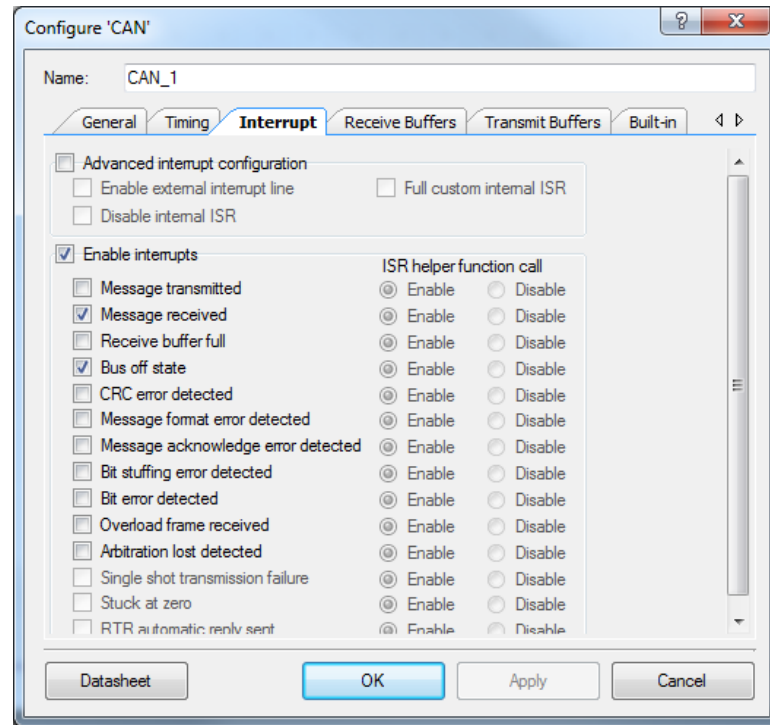 Configure 'CAN'
Name: CAN_1
General Timing Interrupt Receive Buffers Transmit Buffers Built-in
Advanced interrupt configuration
Enable external interrupt line Full custom internal ISR
Disable internal ISR
Enable interrupts
ISR helper function call
Message transmitted Enable Disable
Message received Enable Disable
Receive buffer full Enable Disable
Bus off state Enable Disable
CRC error detected Enable Disable
Message format error detected Enable Disable
Message acknowledge error detected Enable Disable
Bit stuffing error detected Enable Disable
Bit error detected Enable Disable
Overload frame received Enable Disable
Arbitration lost detected Enable Disable
Single shot transmission failure Enable Disable
Stuck at zero Enable Disable
RTR automatic reply sent Enable Disable
Datasheet OK Apply Cancel